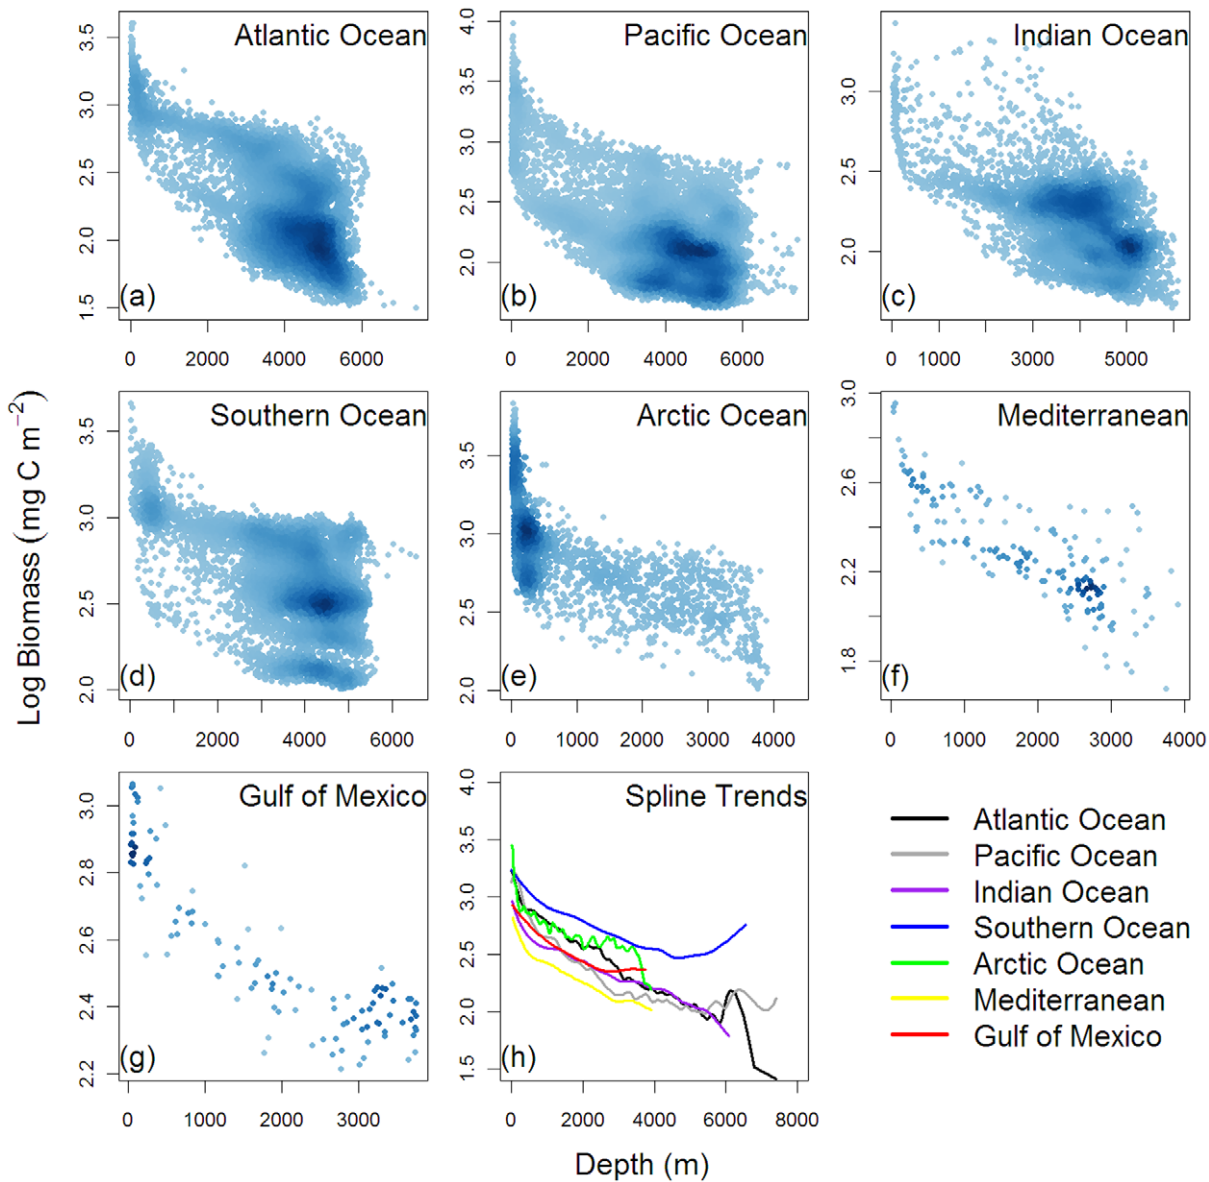 Atlantic Ocean
3.5
3.0
2.5
2.0
1.5
(a)
0 2000 4000 6000
Pacific Ocean
4.0
3.5
3.0
2.5
2.0
(b)
0 2000 4000 6000
Indian Ocean
3.0
2.5
2.0
(c)
0 1000 3000 5000
Log Biomass (mg C m−2)
Southern Ocean
3.5
3.0
2.5
2.0
(d)
0 2000 4000 6000
Arctic Ocean
3.5
3.0
2.5
2.0
(e)
0 1000 2000 3000 4000
Mediterranean
3.0
2.6
2.2
1.8
(f)
0 1000 2000 3000 4000
Gulf of Mexico
3.0
2.8
2.6
2.4
2.2
(g)
0 1000 2000 3000
Spline Trends
4.0
3.5
3.0
2.5
2.0
1.5
(h)
0 2000 4000 6000 8000
Atlantic Ocean
Pacific Ocean
Indian Ocean
Southern Ocean
Arctic Ocean
Mediterranean
Gulf of Mexico
Depth (m)